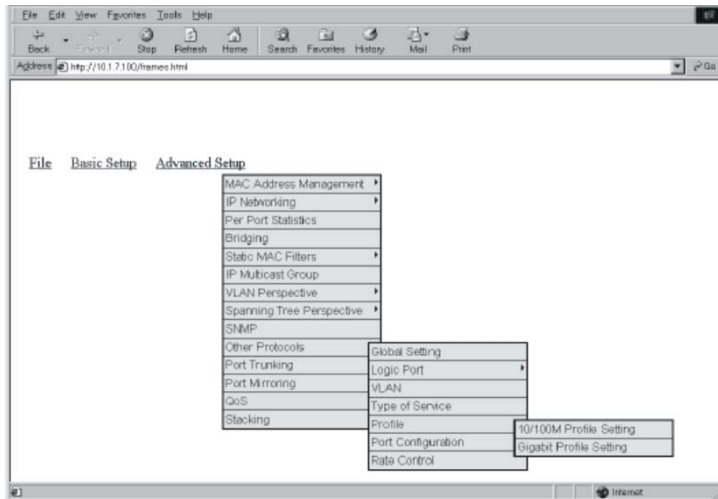 File Edit View Favorites Tools Help
Back Forward Stop Refresh Home Search Favorites History Mail Print
Address http://10.1.7.100/frames.html Go
File Basic Setup Advanced Setup
MAC Address Management
IP Networking
Per Port Statistics
Bridging
Static MAC Filters
IP Multicast Group
VLAN Perspective
Spanning Tree Perspective
SNMP
Other Protocols
Port Trunking
Port Mirroring
QoS
Stacking
Global Setting
Logic Port
VLAN
Type of Service
Profile
Port Configuration
Rate Control
10/100M Profile Setting
Gigabit Profile Setting
Internet